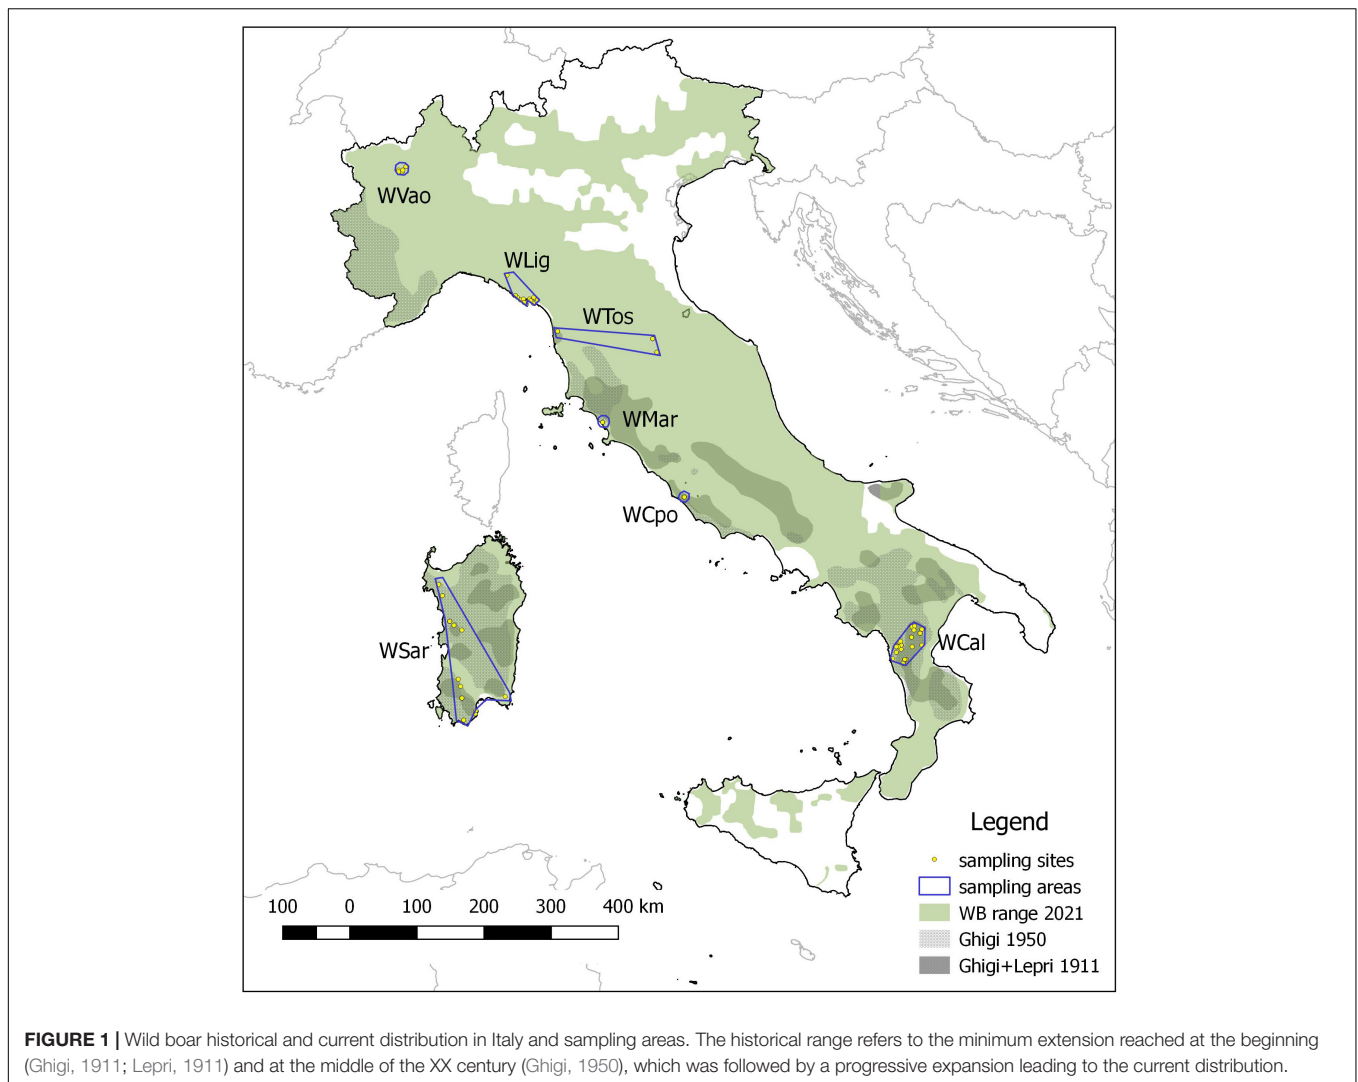 WVao
WLig
WTos
WMar
WCpo
WSar
WCal
Legend
sampling sites
sampling areas
WB range 2021
Ghigi 1950
Ghigi+Lepri 1911
100 0 100 200 300 400 km
FIGURE 1 | Wild boar historical and current distribution in Italy and sampling areas. The historical range refers to the minimum extension reached at the beginning
(Ghigi, 1911; Lepri, 1911) and at the middle of the XX century (Ghigi, 1950), which was followed by a progressive expansion leading to the current distribution.